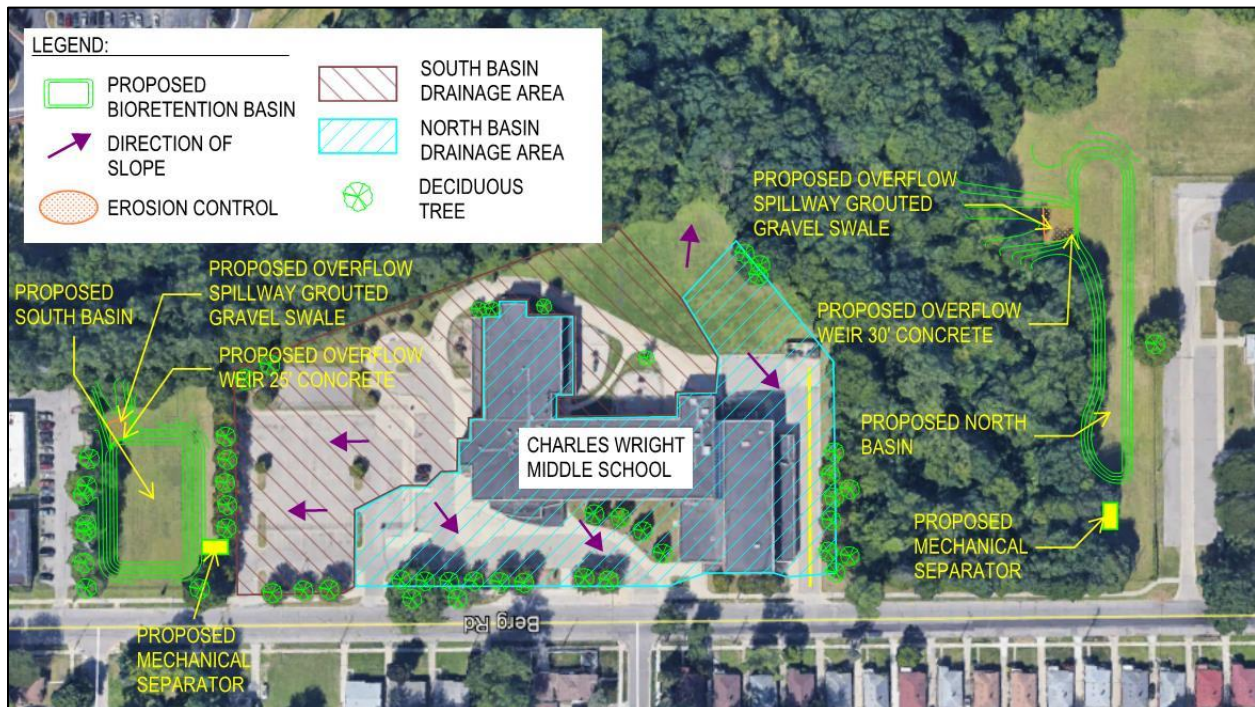 LEGEND:
PROPOSED
BIORETENTION BASIN
DIRECTION OF
SLOPE
EROSION CONTROL
SOUTH BASIN
DRAINAGE AREA
NORTH BASIN
DRAINAGE AREA
DECIDUOUS
TREE
PROPOSED OVERFLOW
SPILLWAY GROUTED
GRAVEL SWALE
PROPOSED
SOUTH BASIN
PROPOSED OVERFLOW
SPILLWAY GROUTED
GRAVEL SWALE
PROPOSED OVERFLOW
WEIR 25' CONCRETE
PROPOSED OVERFLOW
WEIR 30' CONCRETE
CHARLES WRIGHT
MIDDLE SCHOOL
PROPOSED NORTH
BASIN
PROPOSED
MECHANICAL
SEPARATOR
Berg Rd
PROPOSED
MECHANICAL
SEPARATOR